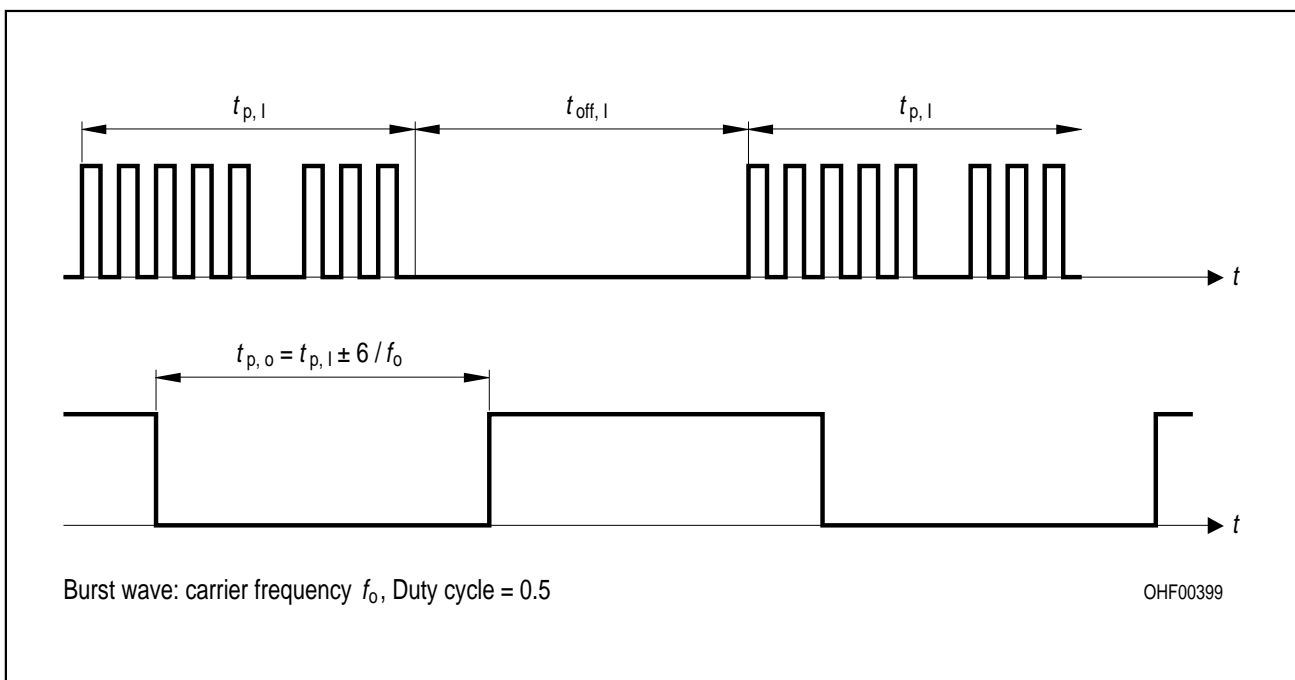 t p, I
t off, I
t p, I
t
t p, o = t p, I ± 6 / f o
t
Burst wave: carrier frequency f o, Duty cycle = 0.5
OHF00399